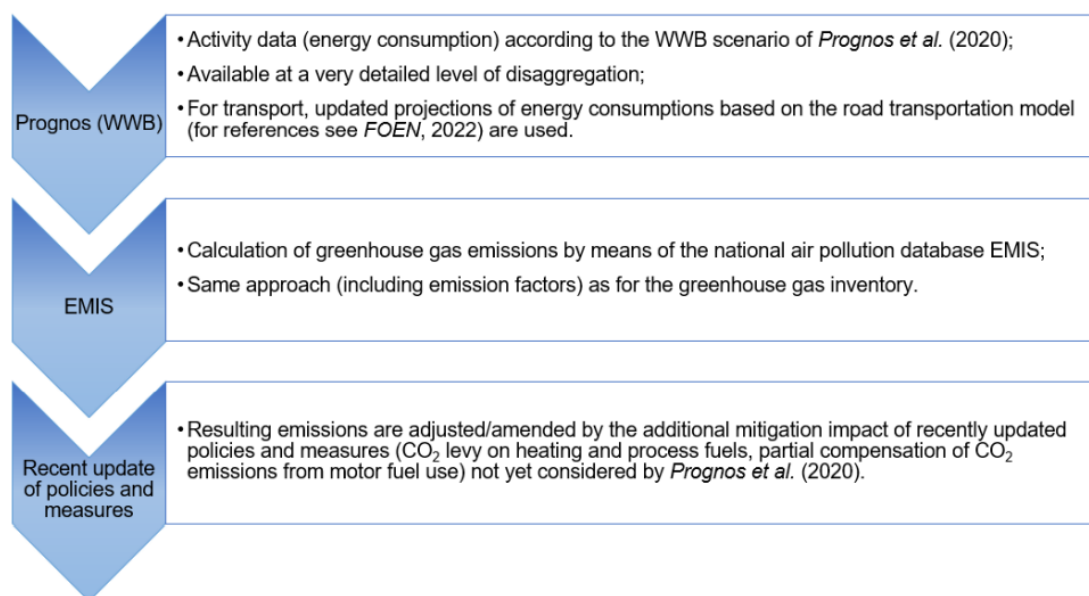 Prognos (WWB)
• Activity data (energy consumption) according to the WWB scenario of Prognos et al. (2020);
• Available at a very detailed level of disaggregation;
• For transport, updated projections of energy consumptions based on the road transportation model
(for references see FOEN, 2022) are used.
EMIS
• Calculation of greenhouse gas emissions by means of the national air pollution database EMIS;
• Same approach (including emission factors) as for the greenhouse gas inventory.
Recent update
of policies and
measures
• Resulting emissions are adjusted/amended by the additional mitigation impact of recently updated
policies and measures (CO₂ levy on heating and process fuels, partial compensation of CO₂
emissions from motor fuel use) not yet considered by Prognos et al. (2020).